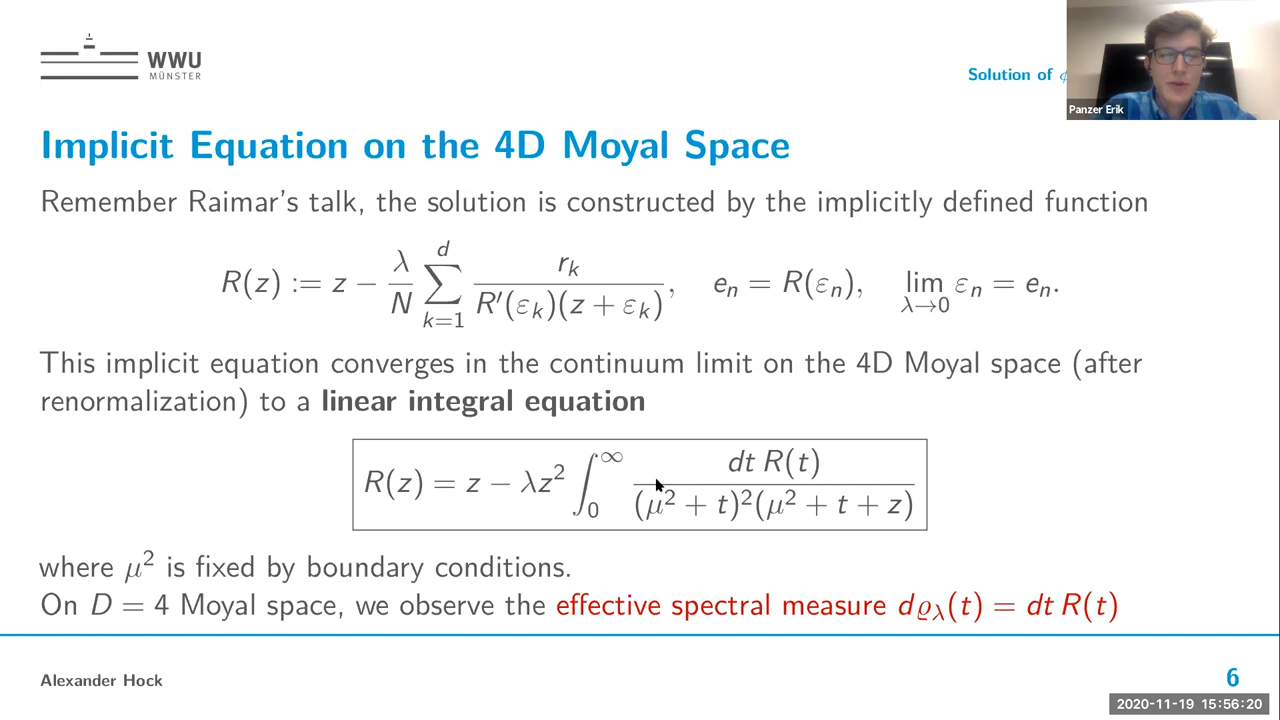 WWU
MÜNSTER
Solution of ϕ
Panzer Erik
Implicit Equation on the 4D Moyal Space
Remember Raimar's talk, the solution is constructed by the implicitly defined function
R(z) := z − λ/N ∑_{k=1}^{d} r_k / (R′(ε_k)(z + ε_k)), e_n = R(ε_n), lim_{λ→0} ε_n = e_n.
This implicit equation converges in the continuum limit on the 4D Moyal space (after
renormalization) to a linear integral equation
R(z) = z − λz² ∫_0^∞ dt R(t) / ((μ² + t)²(μ² + t + z))
where μ² is fixed by boundary conditions.
On D = 4 Moyal space, we observe the effective spectral measure dϱ_λ(t) = dt R(t)
Alexander Hock
6
2020-11-19 15:56:20